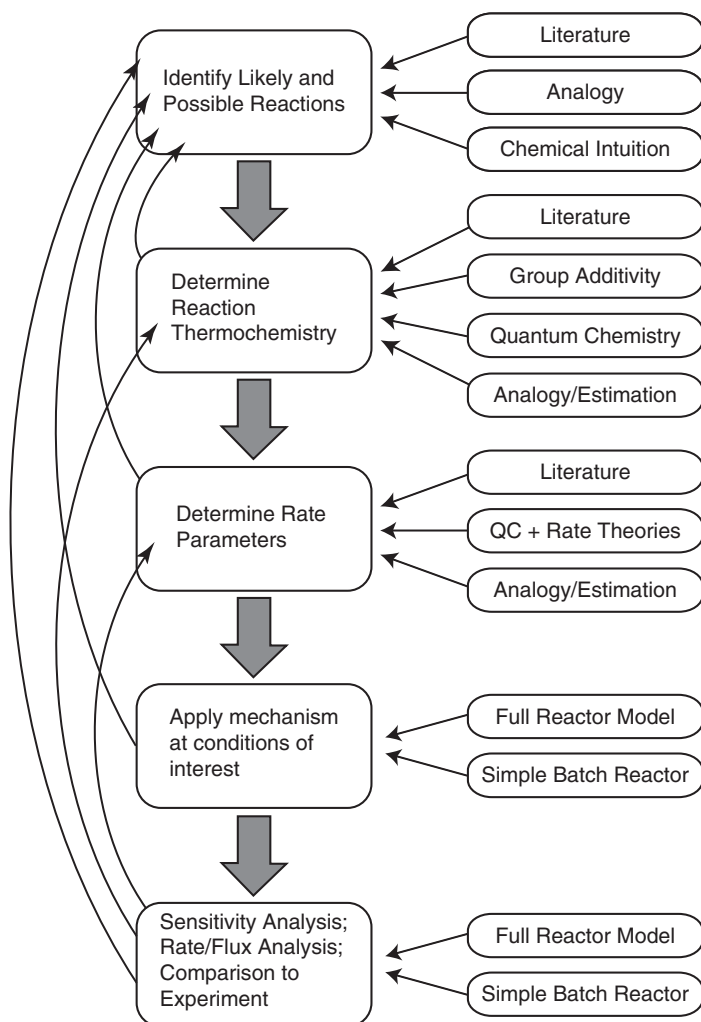 Identify Likely and
Possible Reactions
Literature
Analogy
Chemical Intuition
Determine
Reaction
Thermochemistry
Literature
Group Additivity
Quantum Chemistry
Analogy/Estimation
Determine Rate
Parameters
Literature
QC + Rate Theories
Analogy/Estimation
Apply mechanism
at conditions of
interest
Full Reactor Model
Simple Batch Reactor
Sensitivity Analysis;
Rate/Flux Analysis;
Comparison to
Experiment
Full Reactor Model
Simple Batch Reactor